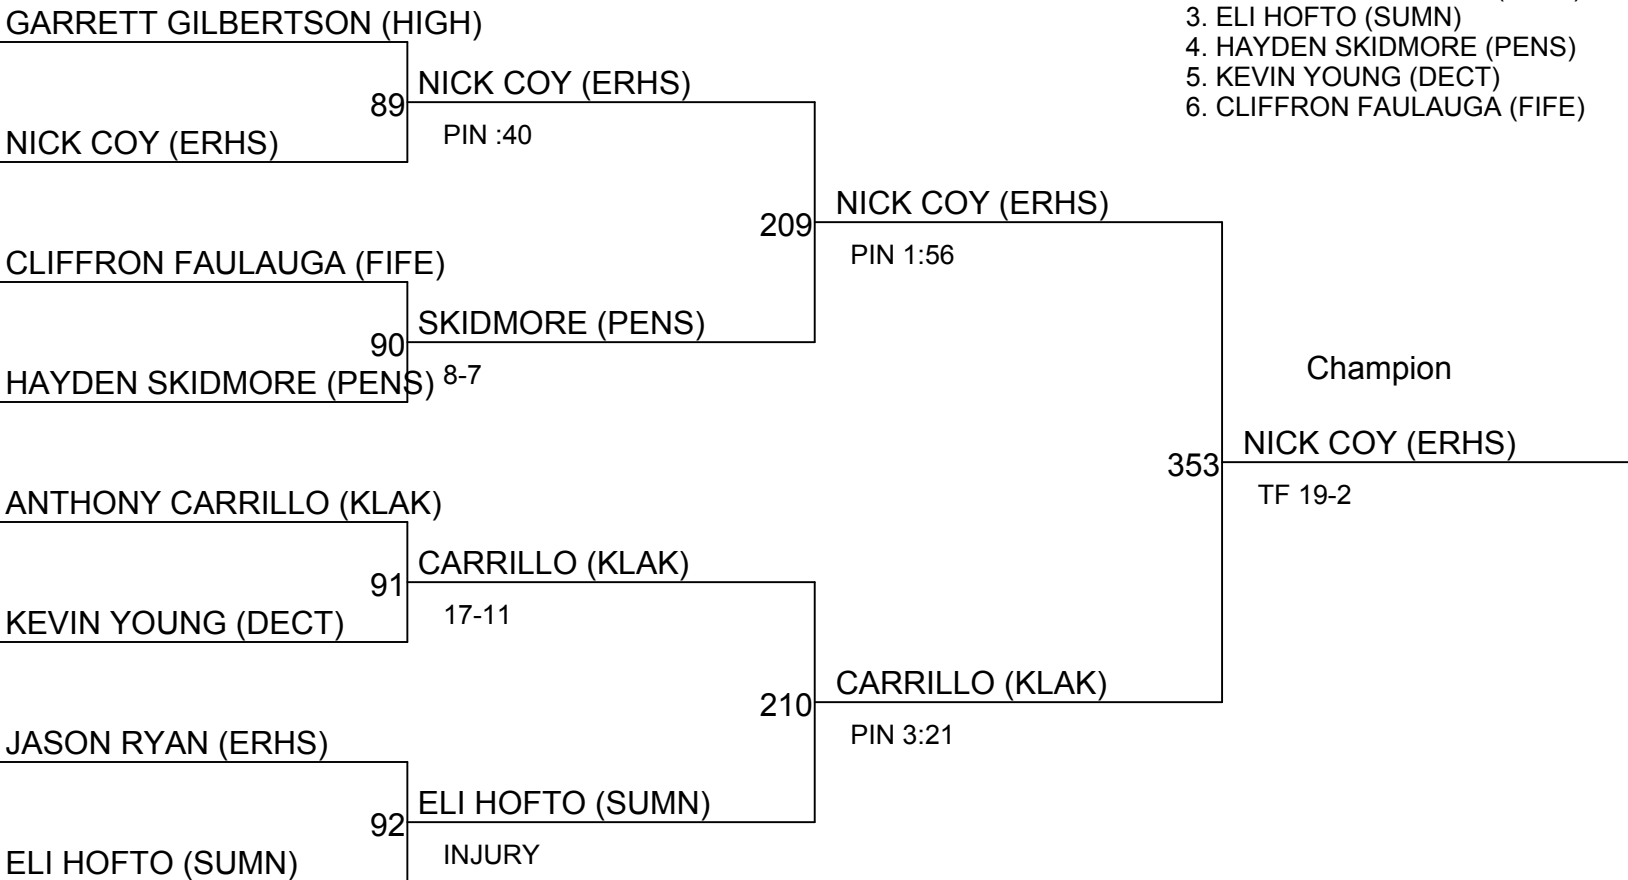 GARRETT GILBERTSON (HIGH)
89
NICK COY (ERHS)
PIN :40
NICK COY (ERHS)
CLIFFRON FAULAUGA (FIFE)
90
SKIDMORE (PENS)
8-7
HAYDEN SKIDMORE (PENS)
ANTHONY CARRILLO (KLAK)
91
CARRILLO (KLAK)
17-11
KEVIN YOUNG (DECT)
JASON RYAN (ERHS)
92
ELI HOFTO (SUMN)
INJURY
ELI HOFTO (SUMN)
209
NICK COY (ERHS)
PIN 1:56
210
CARRILLO (KLAK)
PIN 3:21
353
Champion
NICK COY (ERHS)
TF 19-2
3. ELI HOFTO (SUMN)
4. HAYDEN SKIDMORE (PENS)
5. KEVIN YOUNG (DECT)
6. CLIFFRON FAULAUGA (FIFE)